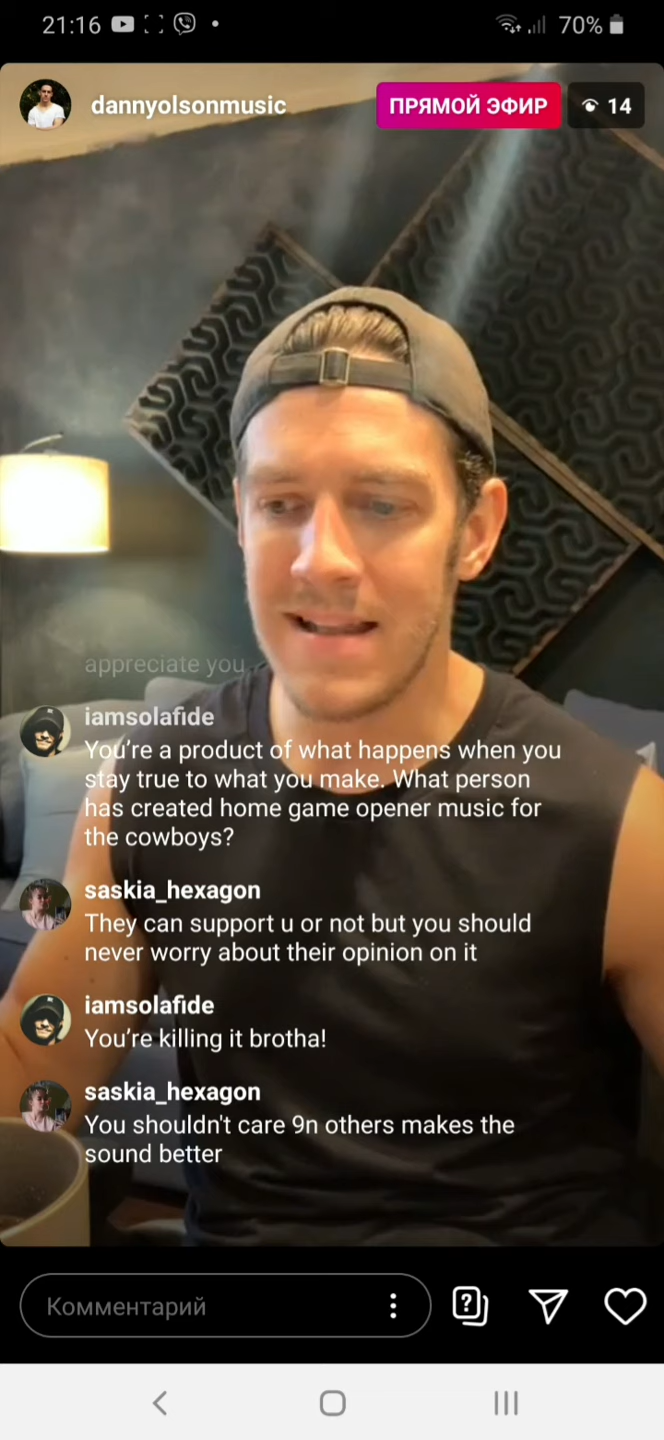 21:16
70%
dannyolsonmusic
ПРЯМОЙ ЭФИР
14
appreciate you
iamsolafide
You’re a product of what happens when you
stay true to what you make. What person
has created home game opener music for
the cowboys?
saskia_hexagon
They can support u or not but you should
never worry about their opinion on it
iamsolafide
You’re killing it brotha!
saskia_hexagon
You shouldn't care 9n others makes the
sound better
Комментарий